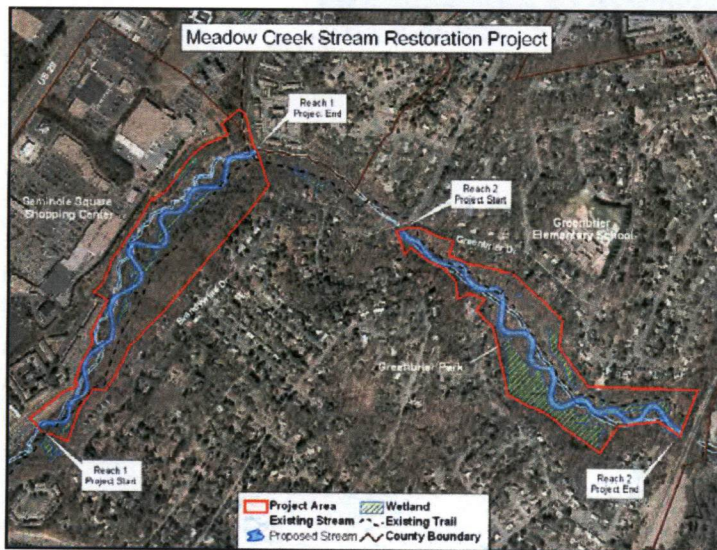 Meadow Creek Stream Restoration Project
US 29
Reach 1
Project End
Seminole Square
Shopping Center
Reach 2
Project Start
Greenbrier Dr.
Greenbrier
Elementary School
Greenbrier Park
Reach 1
Project Start
Reach 2
Project End
Project Area
Wetland
Existing Stream
Existing Trail
Proposed Stream
County Boundary